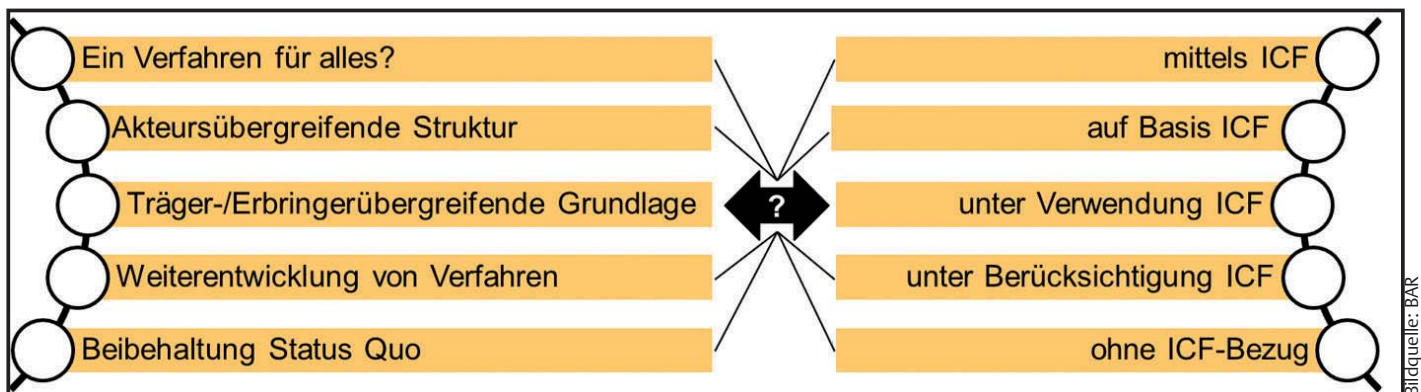 Ein Verfahren für alles?
Akteursübergreifende Struktur
Träger-/Erbringerübergreifende Grundlage
Weiterentwicklung von Verfahren
Beibehaltung Status Quo
?
mittels ICF
auf Basis ICF
unter Verwendung ICF
unter Berücksichtigung ICF
ohne ICF-Bezug
Bildquelle: BAR